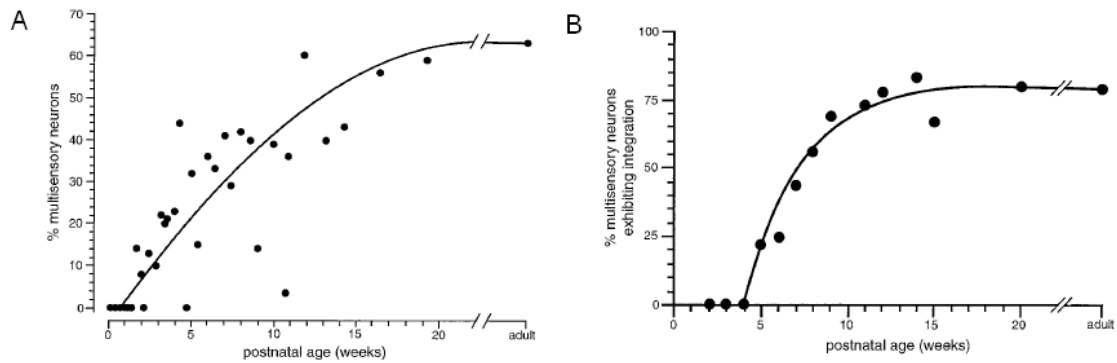 A
70
60
50
40
30
20
10
0
% multisensory neurons
0
5
10
15
20
adult
postnatal age (weeks)
B
100
75
50
25
0
% multisensory neurons
exhibiting integration
0
5
10
15
20
adult
postnatal age (weeks)